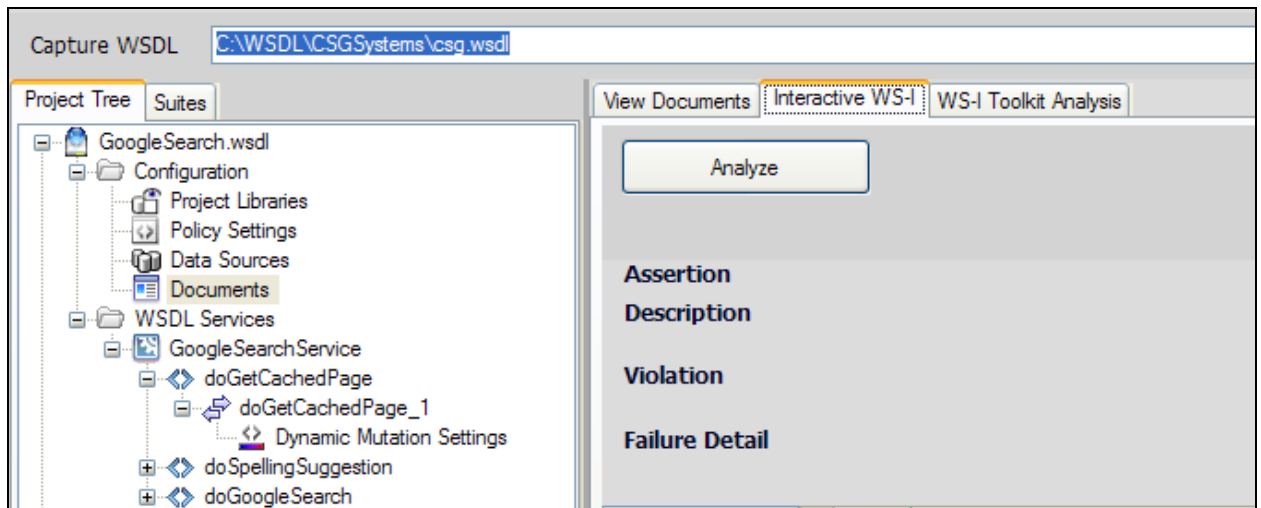 Capture WSDL C:\WSDL\CSGSystems\csg.wsdl
Project Tree Suites
GoogleSearch.wsdl
Configuration
Project Libraries
Policy Settings
Data Sources
Documents
WSDL Services
GoogleSearchService
doGetCachedPage
doGetCachedPage_1
Dynamic Mutation Settings
doSpellingSuggestion
doGoogleSearch
View Documents Interactive WS-I WS-I Toolkit Analysis
Analyze
Assertion
Description
Violation
Failure Detail